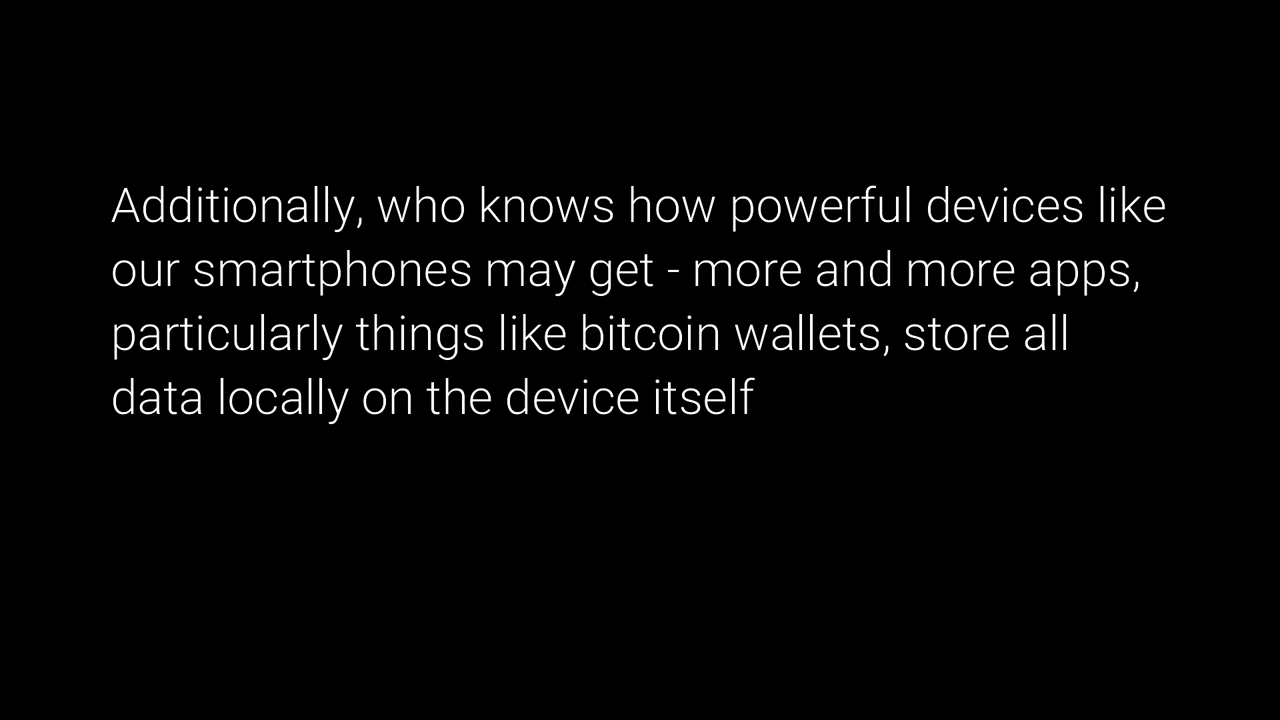 Additionally, who knows how powerful devices like
our smartphones may get - more and more apps,
particularly things like bitcoin wallets, store all
data locally on the device itself